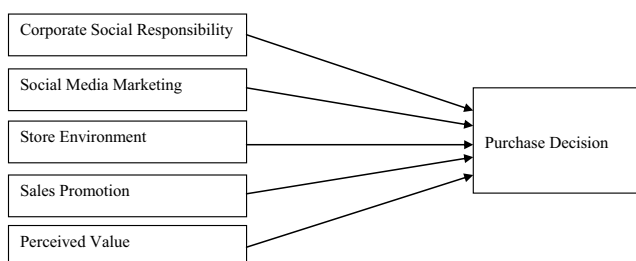 Corporate Social Responsibility
Social Media Marketing
Store Environment
Purchase Decision
Sales Promotion
Perceived Value